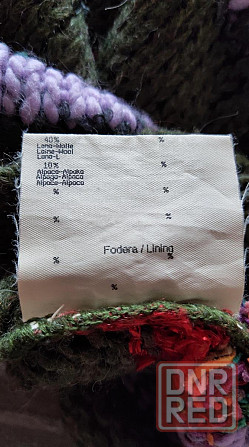 40% %
Lana-Wolle
Laine-Wool
Lana-L
10% %
Alpaca-Alpaka
Alpaga-Alpaca
Alpaca-Alpaca
% %
% %
Fodera / Lining
% %
%
DNR
RED